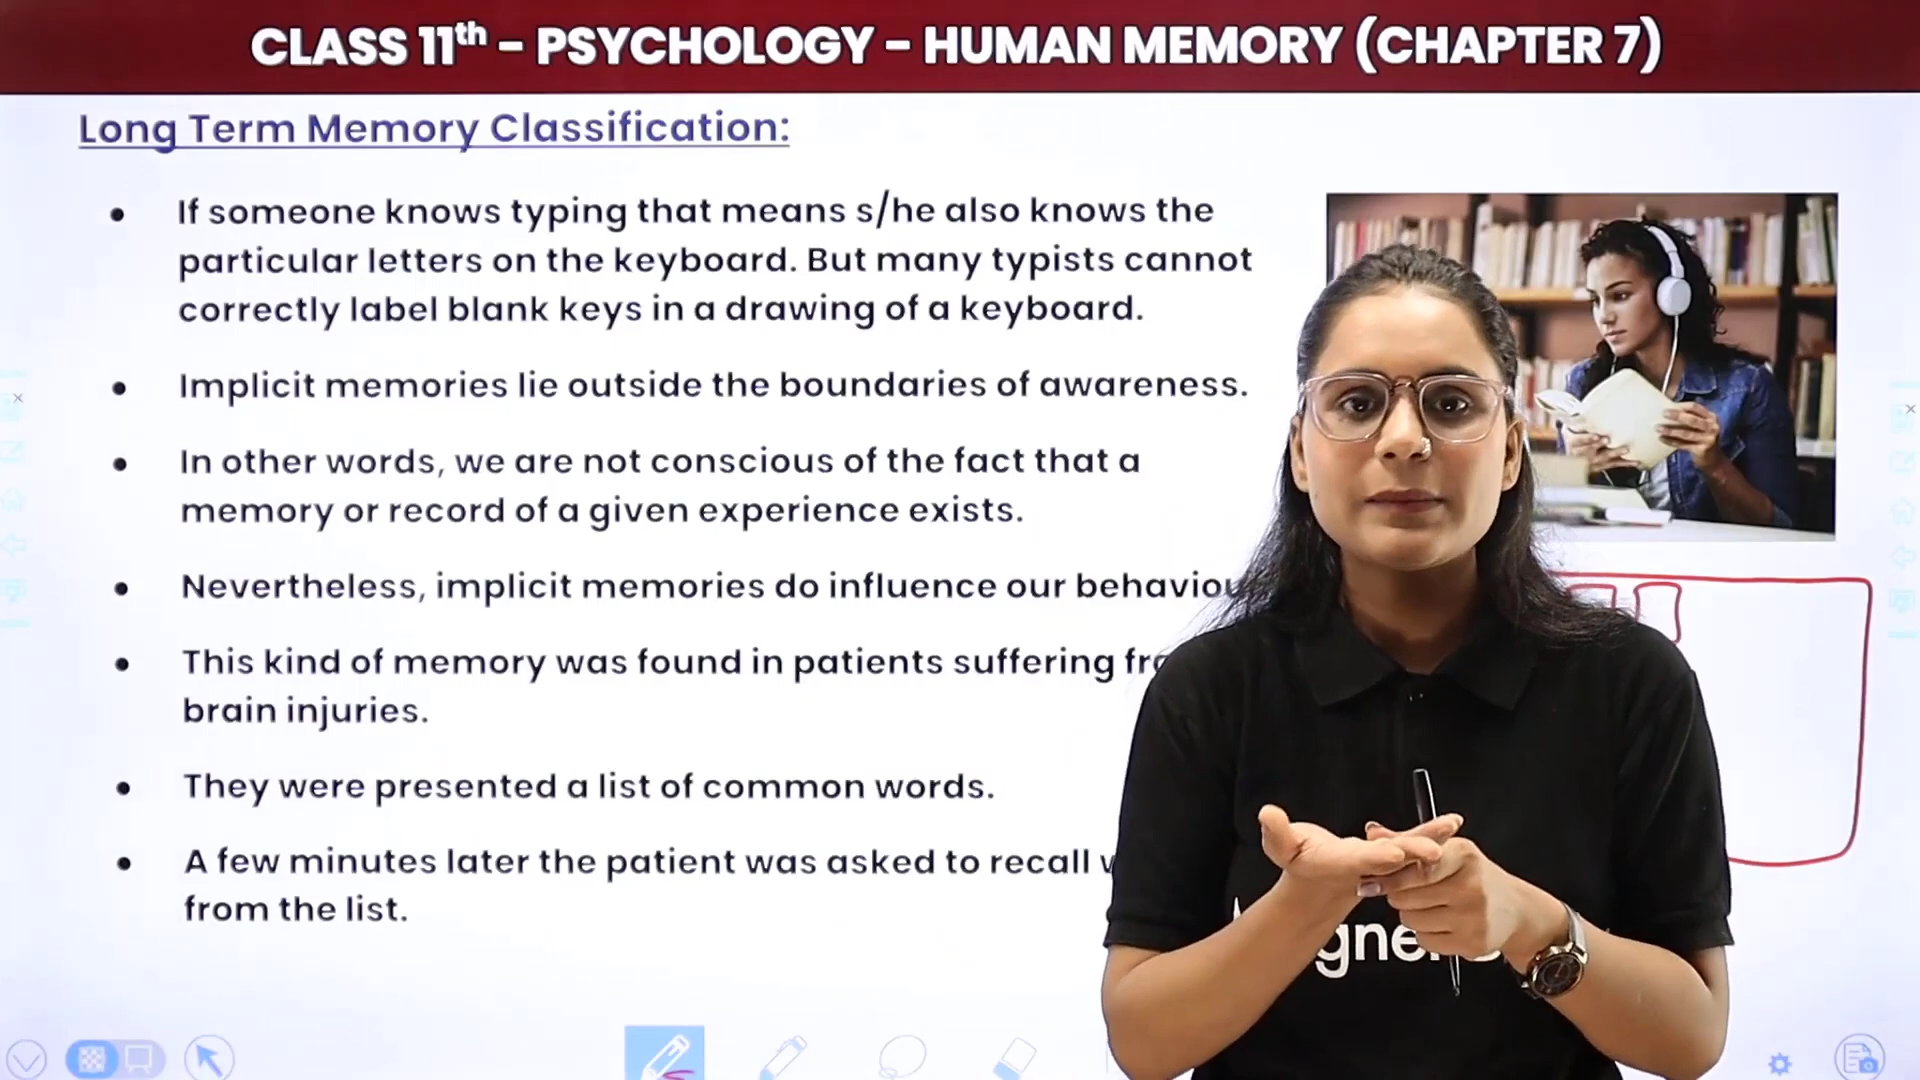 CLASS 11th – PSYCHOLOGY – HUMAN MEMORY (CHAPTER 7)
Long Term Memory Classification:
• If someone knows typing that means s/he also knows the
particular letters on the keyboard. But many typists cannot
correctly label blank keys in a drawing of a keyboard.
• Implicit memories lie outside the boundaries of awareness.
• In other words, we are not conscious of the fact that a
memory or record of a given experience exists.
• Nevertheless, implicit memories do influence our
• This kind of memory was found in patients suffering
brain injuries.
• They were presented a list of common words.
• A few minutes later the patient was asked to recall
from the list.